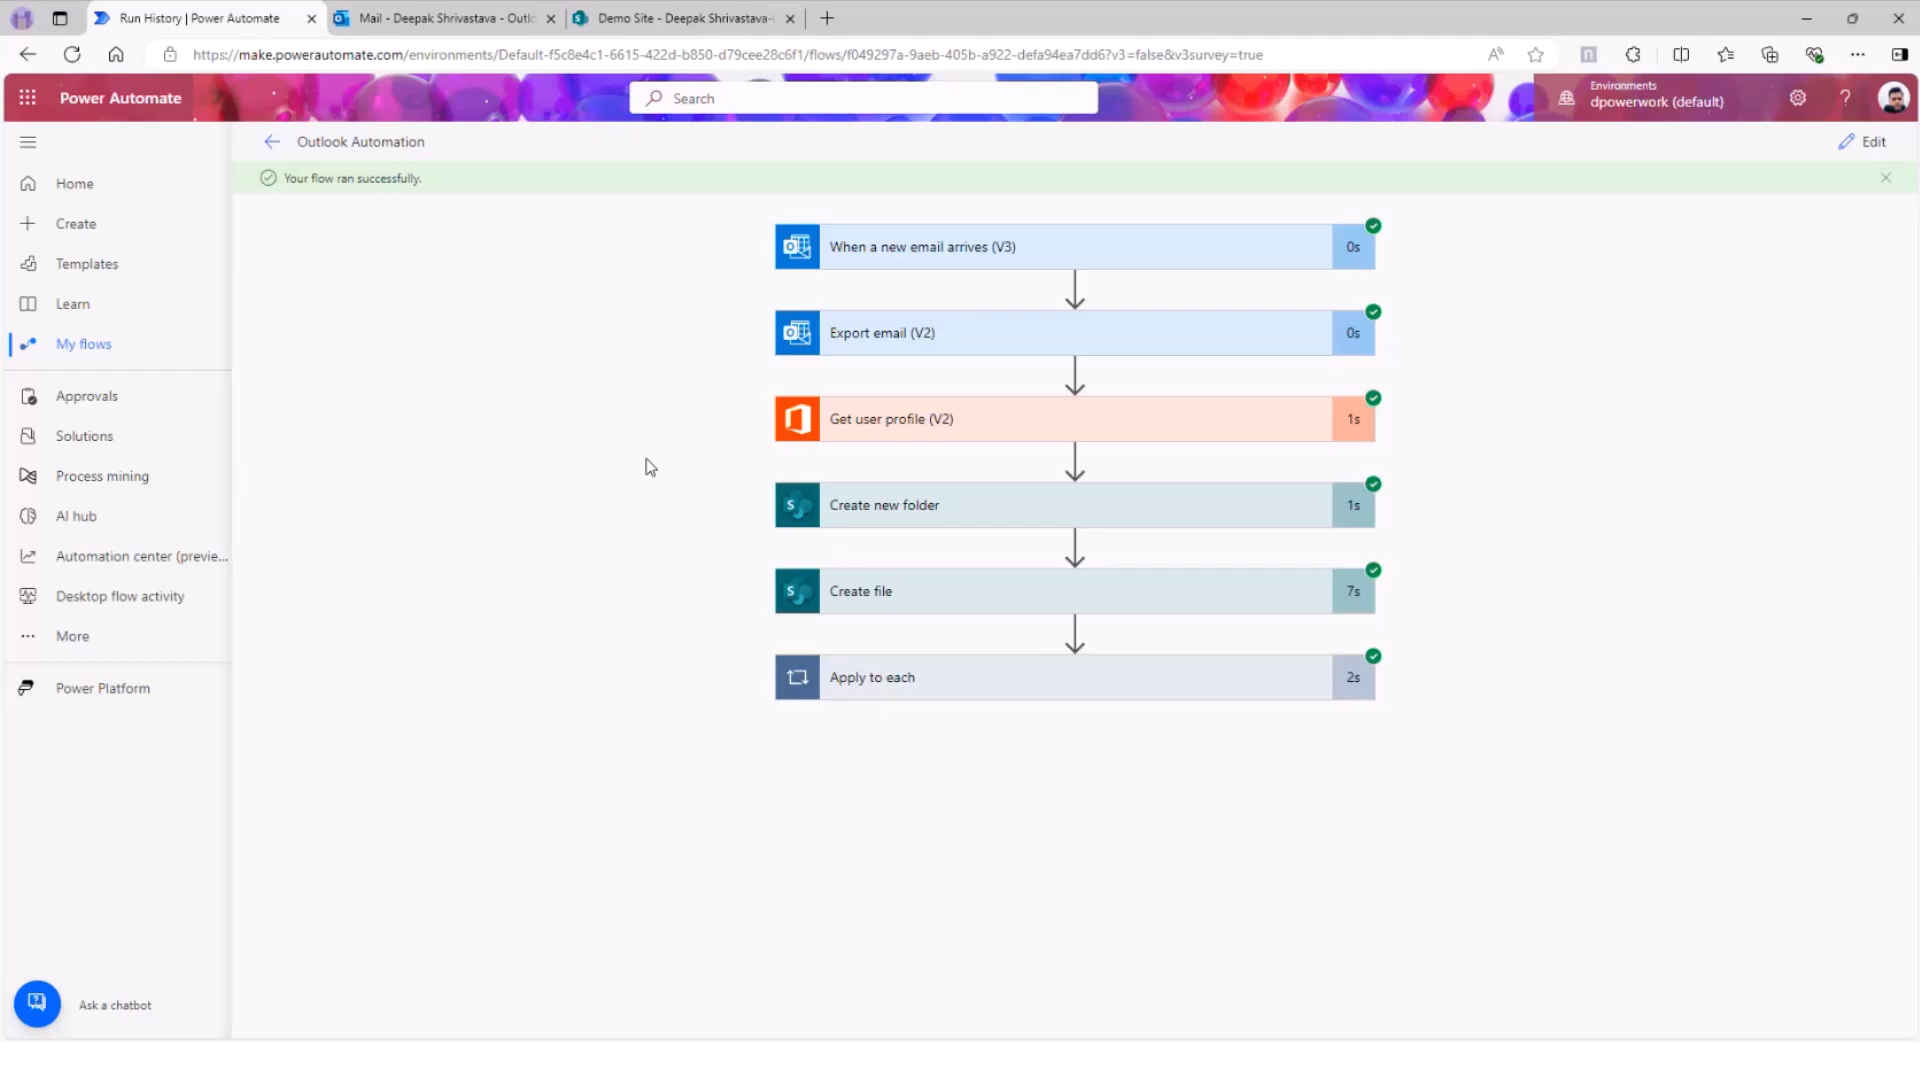 Run History | Power Automate
Mail - Deepak Shrivastava - Outlo
Demo Site - Deepak Shrivastava-
https://make.powerautomate.com/environments/Default-f5c8e4c1-6615-422d-b850-d79cee28c6f1/flows/f049297a-9aeb-405b-a922-defa94ea7dd6?v3=false&v3survey=true
Power Automate
Search
Environments
dpowerwork (default)
Outlook Automation
Edit
Your flow ran successfully.
Home
Create
Templates
Learn
My flows
Approvals
Solutions
Process mining
AI hub
Automation center (previe...
Desktop flow activity
More
Power Platform
Ask a chatbot
When a new email arrives (V3)
0s
Export email (V2)
0s
Get user profile (V2)
1s
Create new folder
1s
Create file
7s
Apply to each
2s